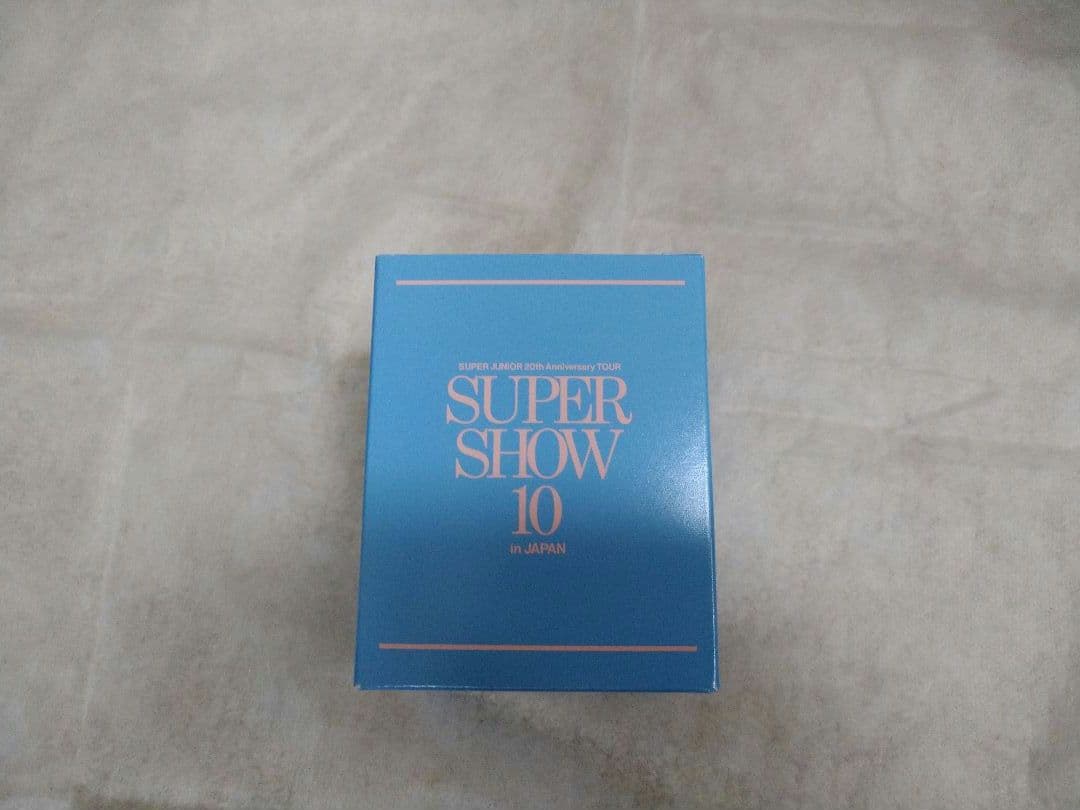 SUPER JUNIOR 20th Anniversary TOUR
SUPER
SHOW
10
in JAPAN